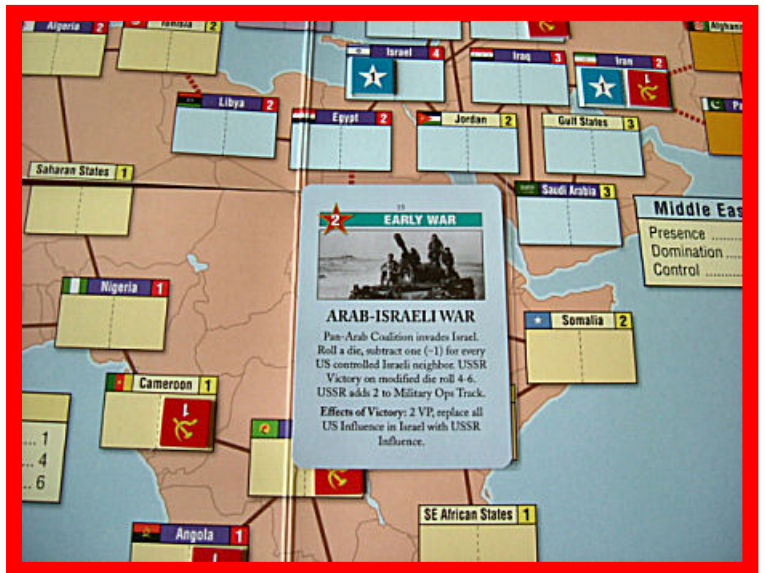 Algeria 2
Tunisia 2
Israel 4
1
Iraq 3
Iran 2
1 1
Afghani
Libya 2
Egypt 2
Jordan 2
Gulf States 3
Saharan States 1
Saudi Arabia 3
Middle Eas
Presence ......
Domination ....
Control .......
2 EARLY WAR
ARAB-ISRAELI WAR
Pan-Arab Coalition invades Israel.
Roll a die, subtract one (-1) for every
US controlled Israeli neighbor. USSR
Victory on modified die roll 4-6.
USSR adds 2 to Military Ops Track.
Effects of Victory: 2 VP, replace all
US Influence in Israel with USSR
Influence.
Nigeria 1
Somalia 2
Cameroon 1
1
... 1
... 4
.. 6
SE African States 1
Angola 1
1